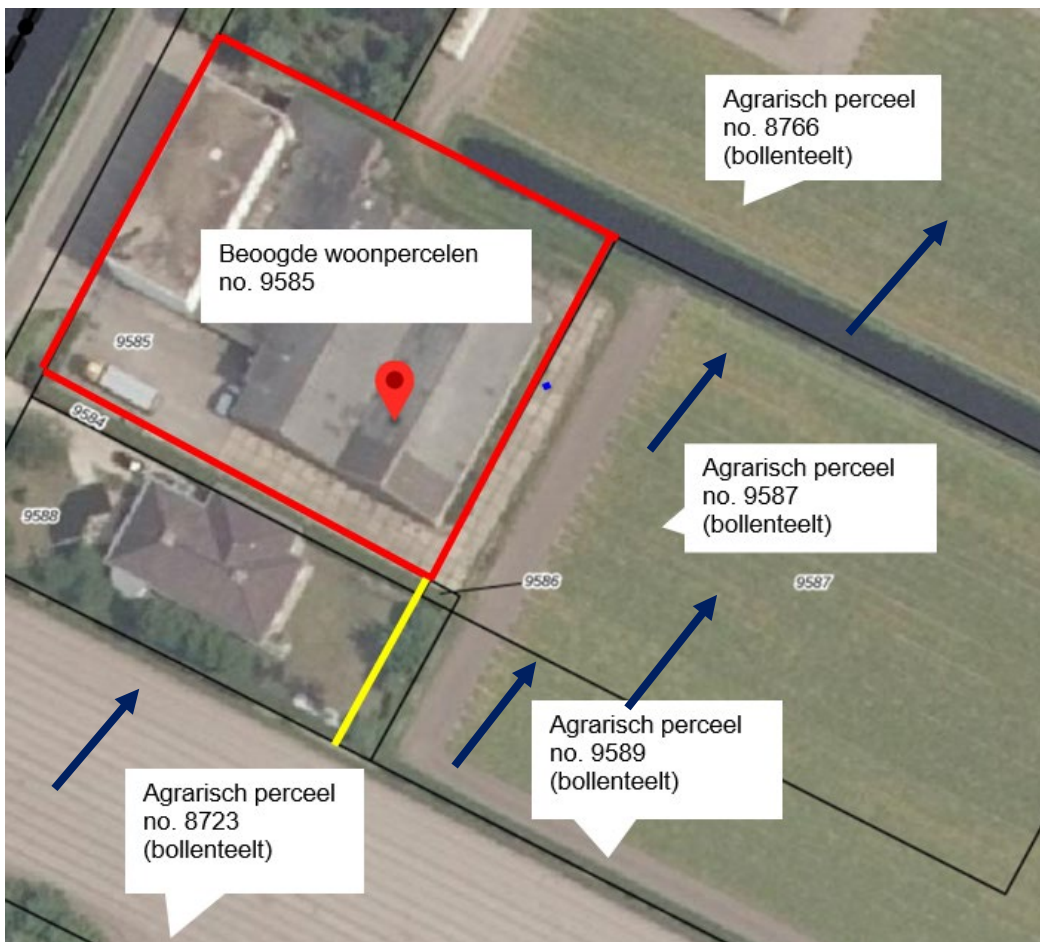 Agrarisch perceel
no. 8766
(bollenteelt)
Beoogde woonpercelen
no. 9585
9585
9584
9588
Agrarisch perceel
no. 9587
(bollenteelt)
9586
9587
Agrarisch perceel
no. 9589
(bollenteelt)
Agrarisch perceel
no. 8723
(bollenteelt)